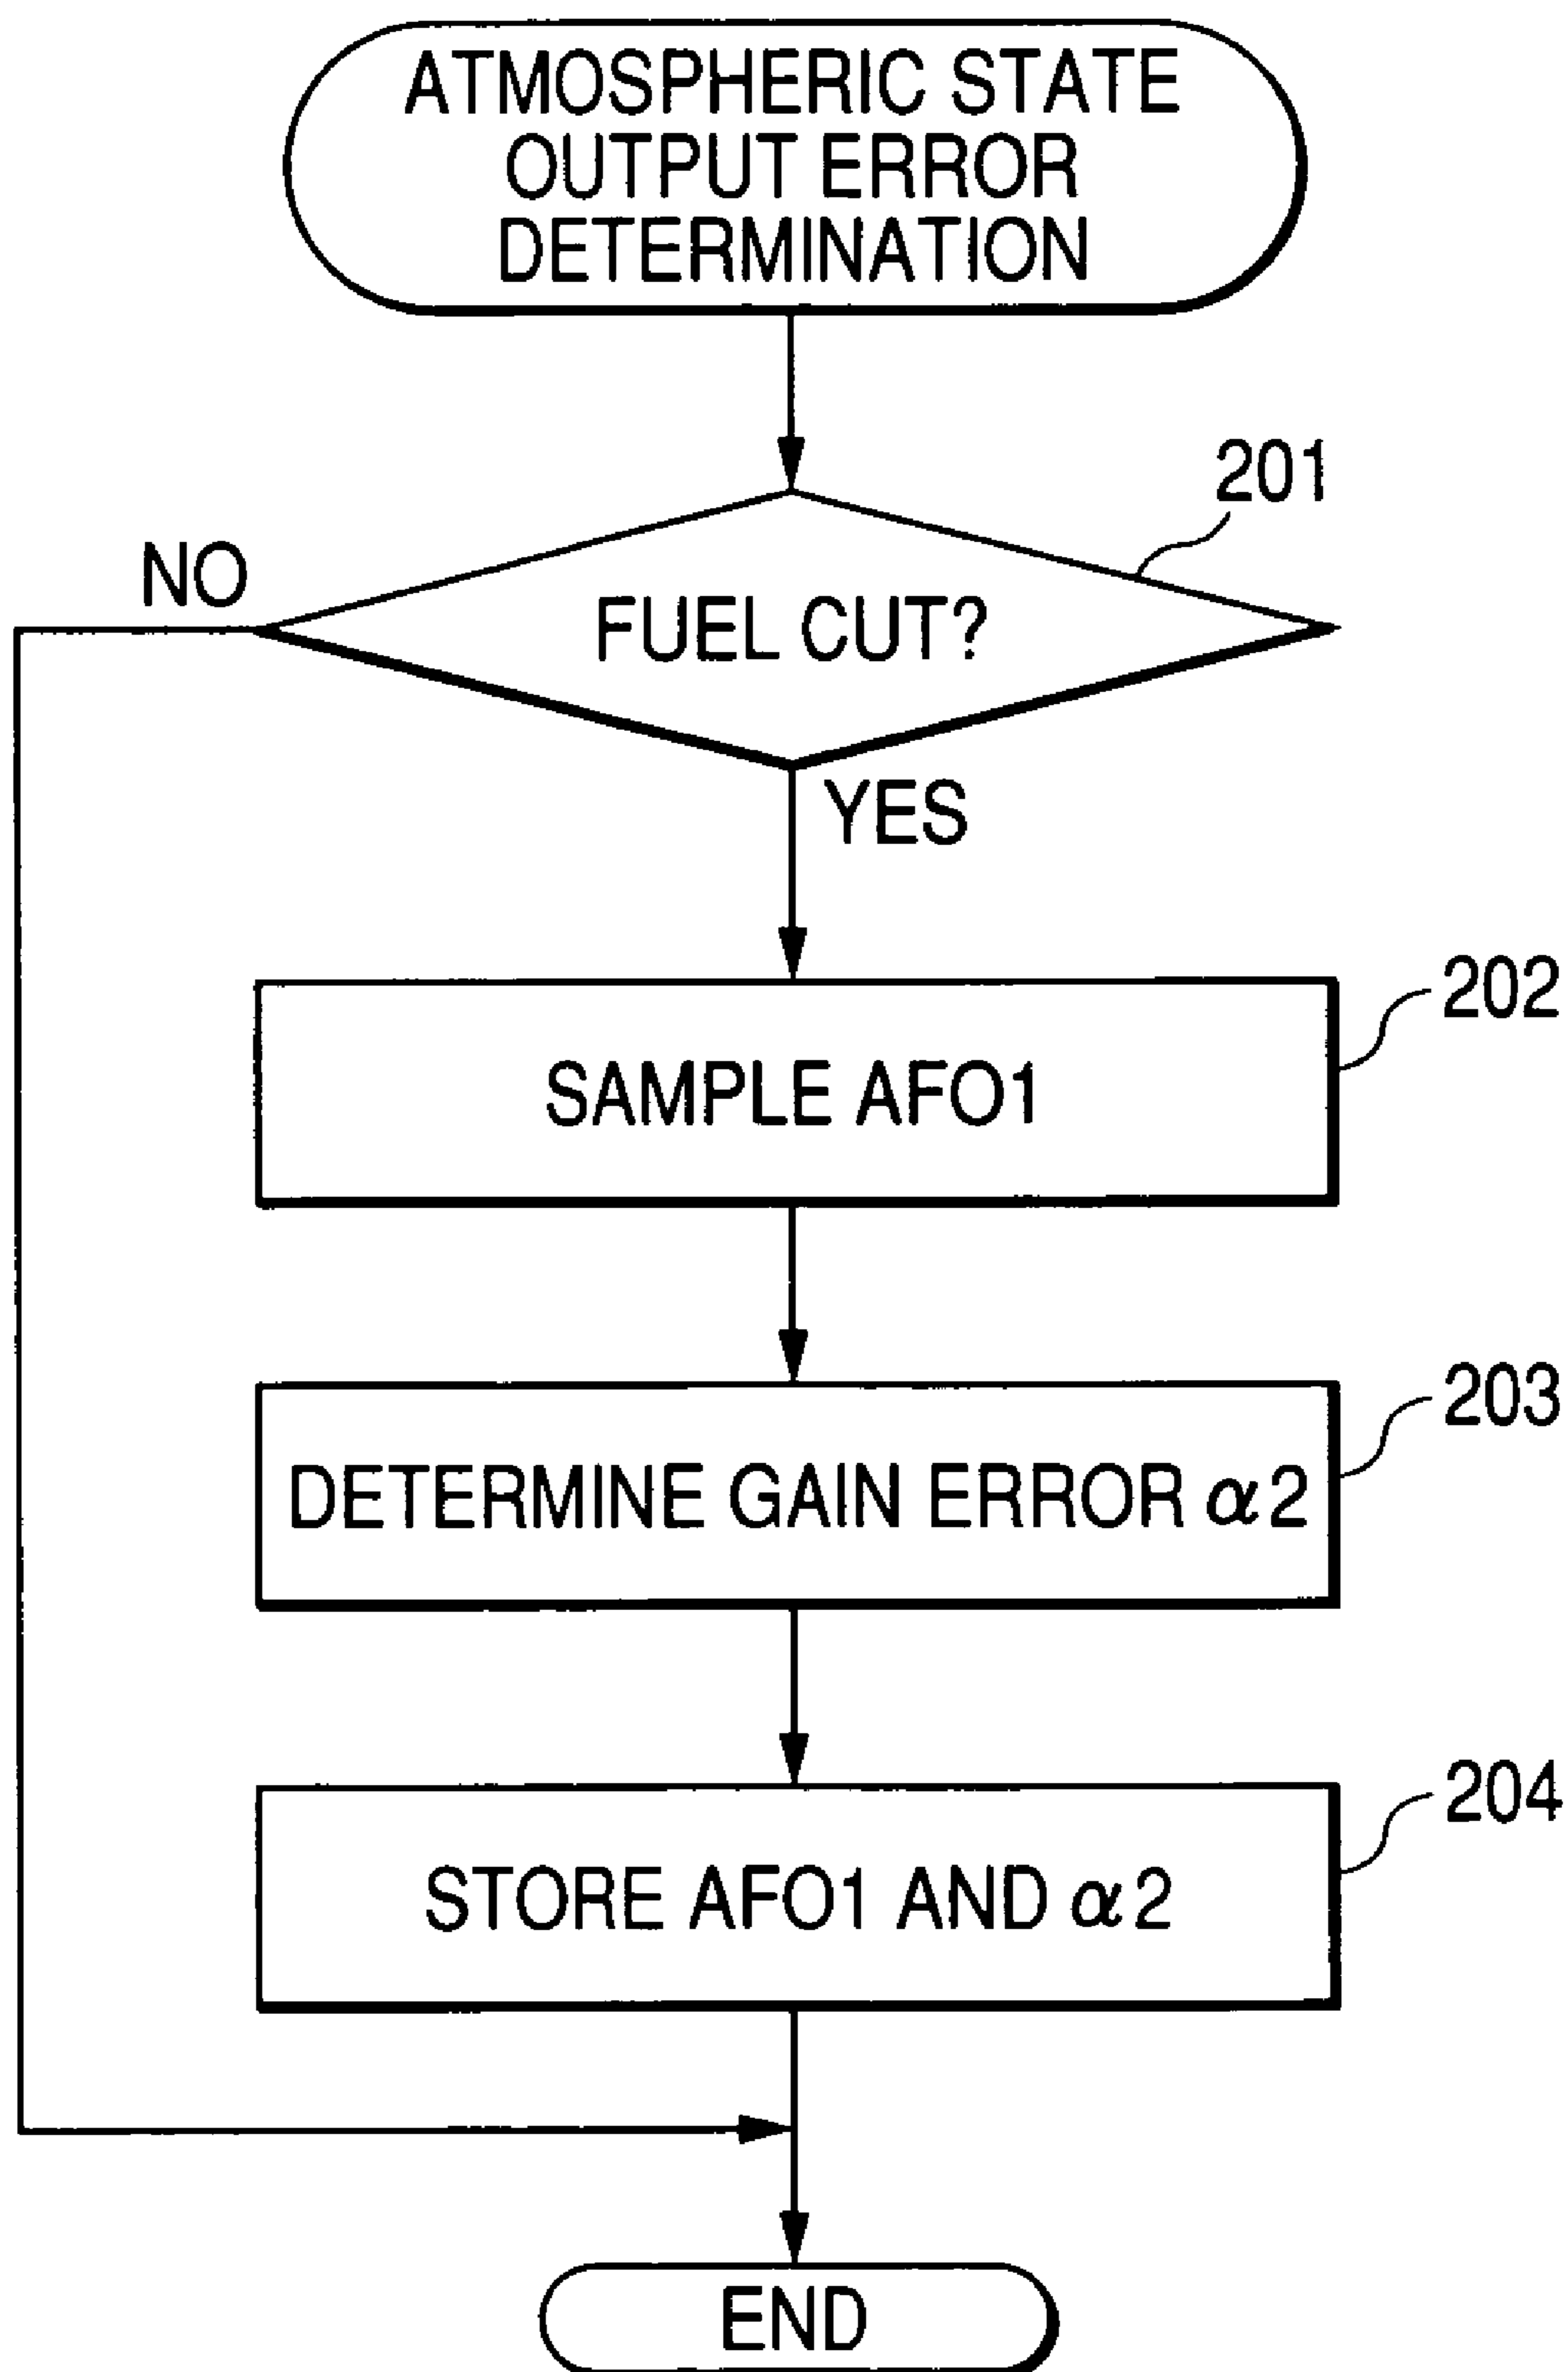 ATMOSPHERIC STATE
OUTPUT ERROR
DETERMINATION
201
NO
FUEL CUT?
YES
202
SAMPLE AFO1
203
DETERMINE GAIN ERROR α2
204
STORE AFO1 AND α2
END